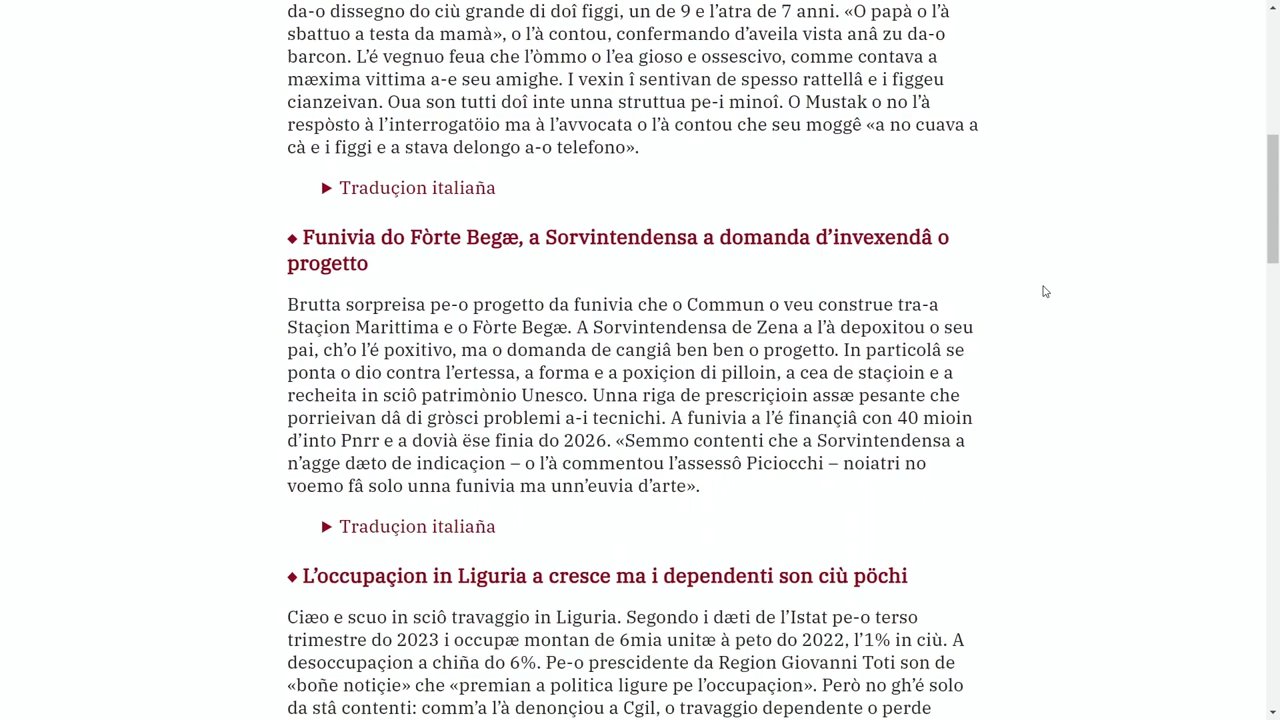 da-o dissegno do ciù grande di doî figgi, un de 9 e l’atra de 7 anni. «O papà o l’à
sbattuo a testa da mamà», o l’à contou, confermando d’aveila vista anâ zu da-o
barcon. L’é vegnuo feua che l’òmmo o l’ea gioso e ossescivo, comme contava a
mæxima vittima a-e seu amighe. I vexin î sentivan de spesso rattellâ e i figgeu
cianzeivan. Oua son tutti doî inte unna struttua pe-i minoî. O Mustak o no l’à
respòsto à l’interrogatöio ma à l’avvocata o l’à contou che seu moggê «a no cuava a
cà e i figgi e a stava delongo a-o telefono».
▶ Traduçion italiaña
◆ Funivia do Fòrte Begæ, a Sorvintendensa a domanda d’invexendâ o
progetto
Brutta sorpreisa pe-o progetto da funivia che o Commun o veu construe tra-a
Staçion Marittima e o Fòrte Begæ. A Sorvintendensa de Zena a l’à depoxitou o seu
pai, ch’o l’é poxitivo, ma o domanda de cangiâ ben ben o progetto. In particolâ se
ponta o dio contra l’ertessa, a forma e a poxiçion di pilloin, a cea de staçioin e a
recheita in sciô patrimònio Unesco. Unna riga de prescriçioin assæ pesante che
porrieivan dâ di gròsci problemi a-i tecnichi. A funivia a l’é finançiâ con 40 mioin
d’into Pnrr e a dovià ëse finia do 2026. «Semmo contenti che a Sorvintendensa a
n’agge dæto de indicaçion – o l’à commentou l’assessô Piciocchi – noiatri no
voemo fâ solo unna funivia ma unn’euvia d’arte».
▶ Traduçion italiaña
◆ L’occupaçion in Liguria a cresce ma i dependenti son ciù pöchi
Ciæo e scuo in sciô travaggio in Liguria. Segondo i dæti de l’Istat pe-o terso
trimestre do 2023 i occupæ montan de 6mia unitæ à peto do 2022, l’1% in ciù. A
desoccupaçion a chiña do 6%. Pe-o prescidente da Region Giovanni Toti son de
«boñe notiçie» che «premian a politica ligure pe l’occupaçion». Però no gh’é solo
da stâ contenti: comm’a l’à denonçiou a Cgil, o travaggio dependente o perde